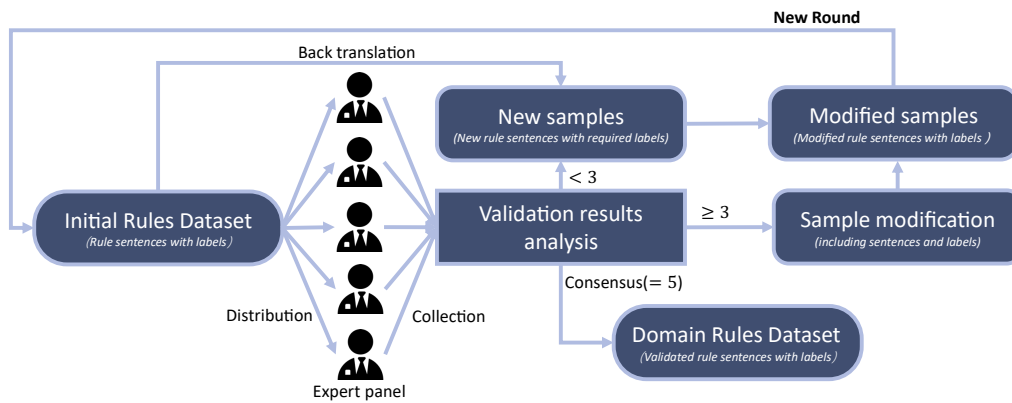 New Round
Back translation
New samples
(New rule sentences with required labels)
Modified samples
(Modified rule sentences with labels)
< 3
Initial Rules Dataset
(Rule sentences with labels)
Validation results
analysis
≥ 3
Sample modification
(including sentences and labels)
Consensus(= 5)
Distribution
Collection
Domain Rules Dataset
(Validated rule sentences with labels)
Expert panel